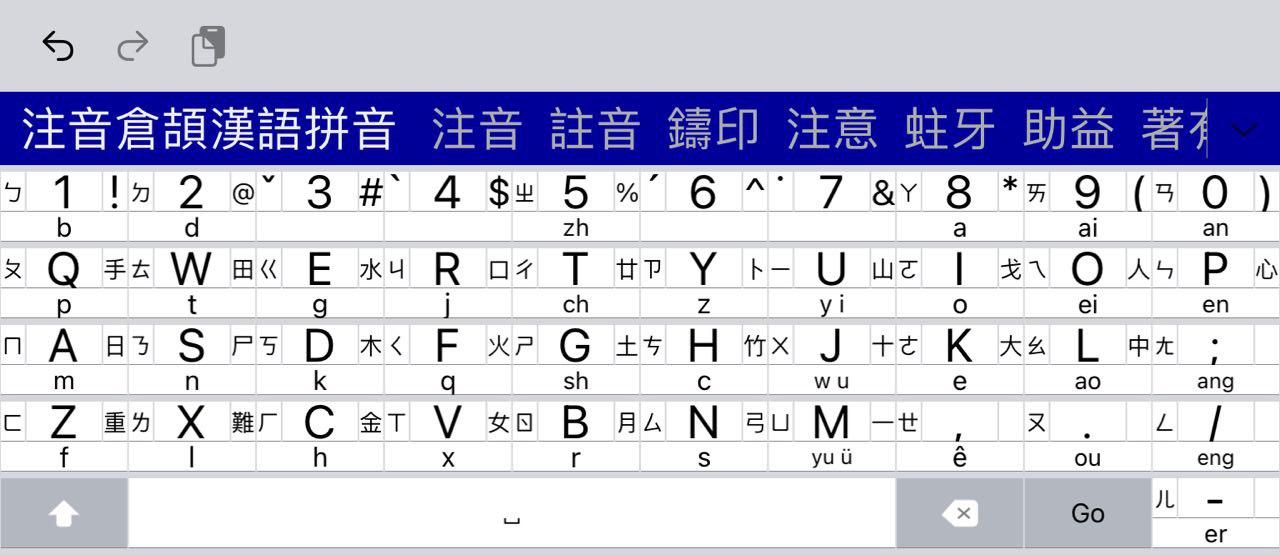 注音倉頡漢語拼音 注音 註音 鑄印 注意 蛀牙 助益 著
ㄅ 1 ! ㄉ 2 @ ˇ 3 # ˋ 4 $ ㄓ 5 % ˊ 6 ^ ˙ 7 & ㄚ 8 * ㄞ 9 ( ㄢ 0 )
b d zh a ai an
ㄆ Q 手 ㄊ W 田 ㄍ E 水 ㄐ R 口 ㄔ T 廿 ㄗ Y 卜 ㄧ U 山 ㄛ I 戈 ㄟ O 人 ㄣ P 心
p t g j ch z y i o ei en
ㄇ A 日 ㄋ S 尸 ㄎ D 木 ㄑ F 火 ㄕ G 土 ㄘ H 竹 ㄨ J 十 ㄜ K 大 ㄠ L 中 ㄤ ;
m n k q sh c w u e ao ang
ㄈ Z 重 ㄌ X 難 ㄏ C 金 ㄒ V 女 ㄖ B 月 ㄙ N 弓 ㄩ M 一 ㄝ , ㄡ . ㄥ /
f l h x r s yu ü ê ou eng
Go ㄦ -
er